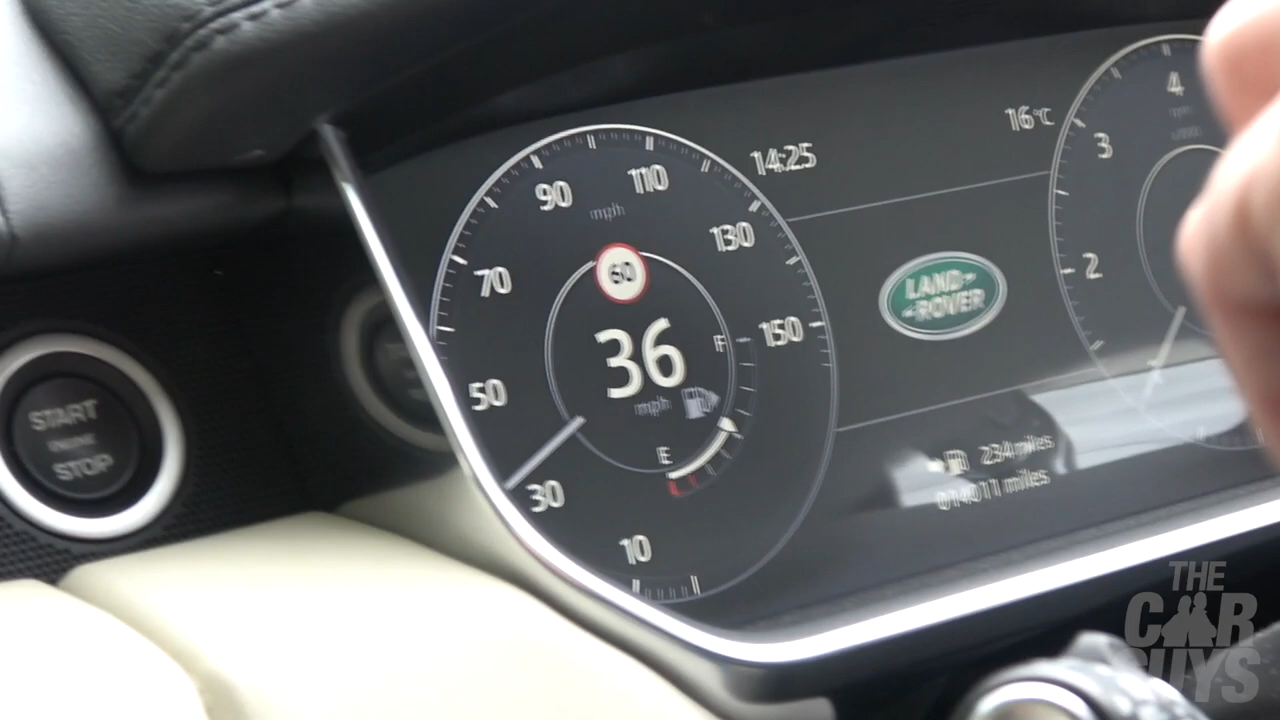 4
3
2
16°C
14:25
110
90
mph
130
70
60
150
F
36
mph
50
E
30
10
LAND-
-ROVER
234 miles
014011 miles
START
ENGINE
STOP
THE
CAR
GUYS